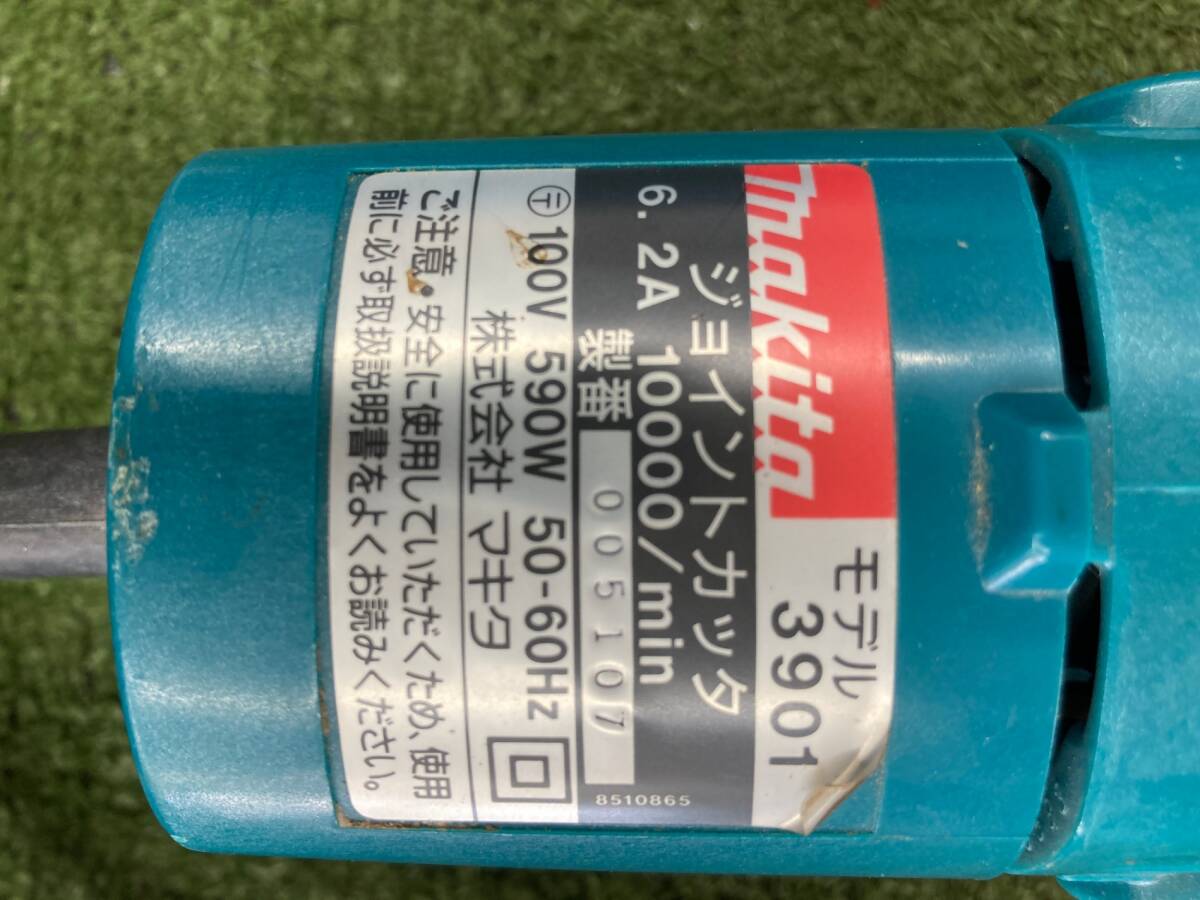 makita
モデル
3901
ジョイントカッタ
6.2A 10000/min
製番 005107
8510865
〶100V 590W 50-60Hz
株式会社 マキタ
ご注意・安全に使用していただくため、使用
前に必ず取扱説明書をよくお読みください。